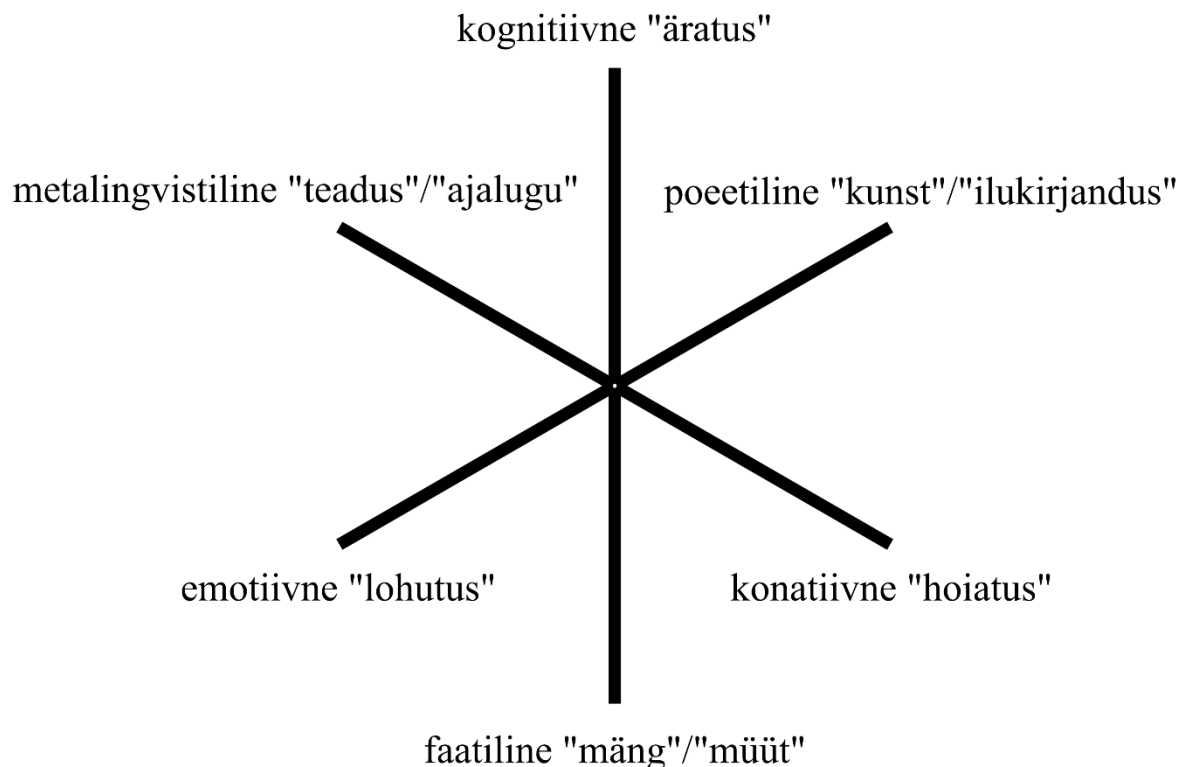 kognitiivne "äratus"
metalingvistiline "teadus"/"ajalugu"
poeetiline "kunst"/"ilukirjandus"
emotiivne "lohutus"
konatiivne "hoiatus"
faatiline "mäng"/"müüt"